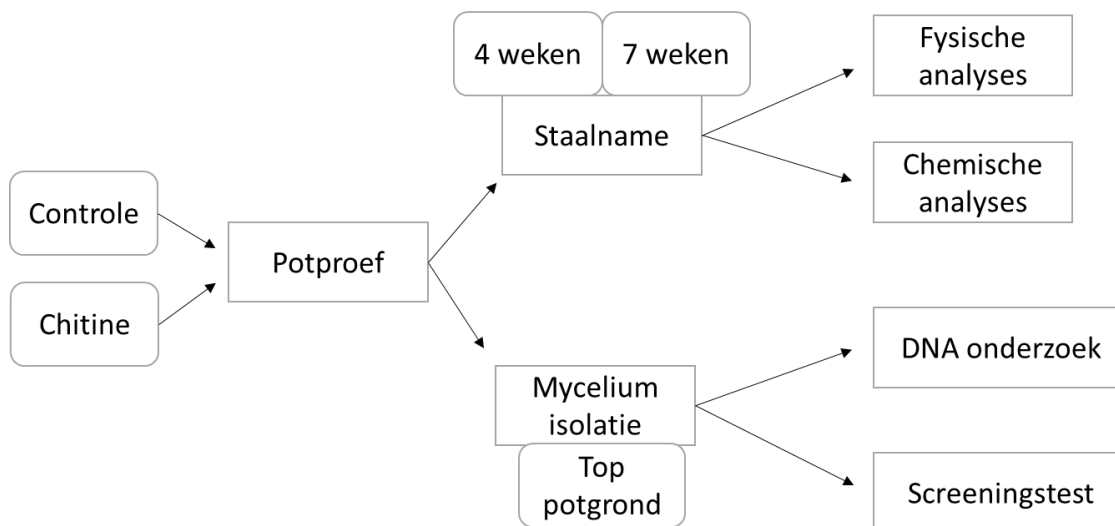 Controle
Chitine
Potproef
4 weken
7 weken
Staalname
Mycelium
isolatie
Top
potgrond
Fysische
analyses
Chemische
analyses
DNA onderzoek
Screeningstest